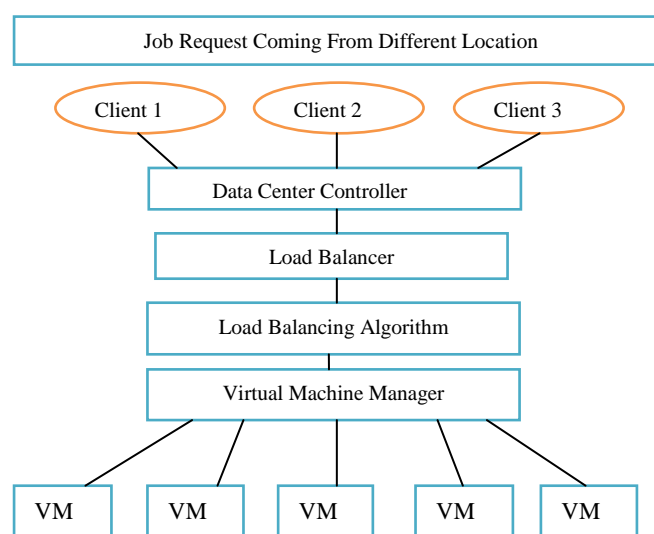 Job Request Coming From Different Location
Client 1
Client 2
Client 3
Data Center Controller
Load Balancer
Load Balancing Algorithm
Virtual Machine Manager
VM
VM
VM
VM
VM